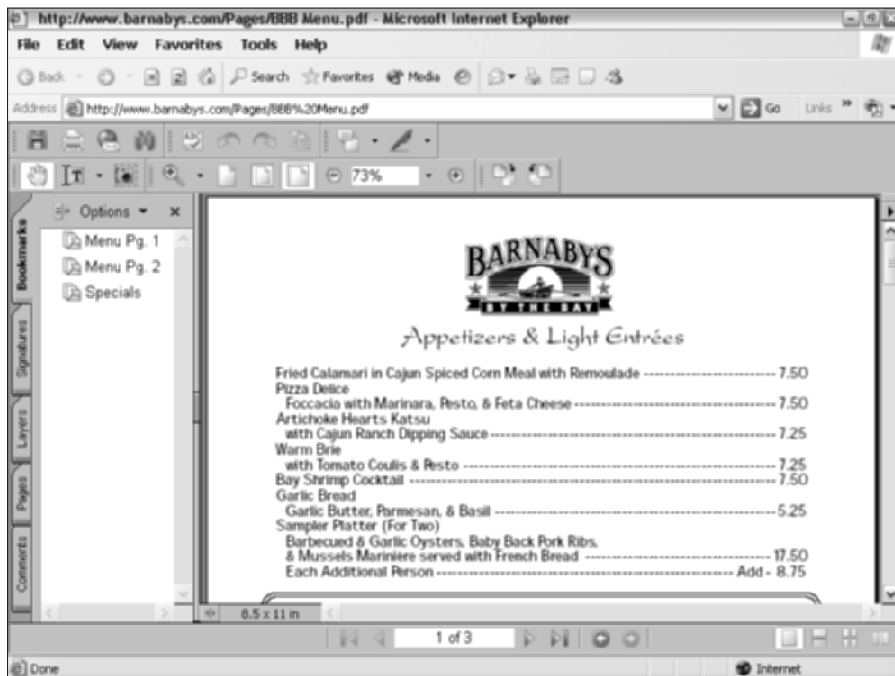 http://www.barnabys.com/Pages/BBB Menu.pdf - Microsoft Internet Explorer
File Edit View Favorites Tools Help
Back Search Favorites Media
Address http://www.barnabys.com/Pages/BBB%20Menu.pdf Go Links »
73%
Options
Bookmarks
Signatures
Layers
Pages
Comments
Menu Pg. 1
Menu Pg. 2
Specials
BARNABYS
BY THE BAY
Appetizers & Light Entrées
Fried Calamari in Cajun Spiced Corn Meal with Remoulade ---------------------------- 7.50
Pizza Delice
Foccacia with Marinara, Pesto, & Feta Cheese ----------------------------------- 7.50
Artichoke Hearts Katsu
with Cajun Ranch Dipping Sauce ------------------------------------------------- 7.25
Warm Brie
with Tomato Coulis & Pesto ----------------------------------------------------- 7.25
Bay Shrimp Cocktail --------------------------------------------------------------- 7.50
Garlic Bread
Garlic Butter, Parmesan, & Basil ------------------------------------------------ 5.25
Sampler Platter (For Two)
Barbecued & Garlic Oysters, Baby Back Pork Ribs,
& Mussels Mariniere served with French Bread --------------------------------- 17.50
Each Additional Person -------------------------------------------------- Add - 8.75
8.5 x 11 in
1 of 3
Done Internet